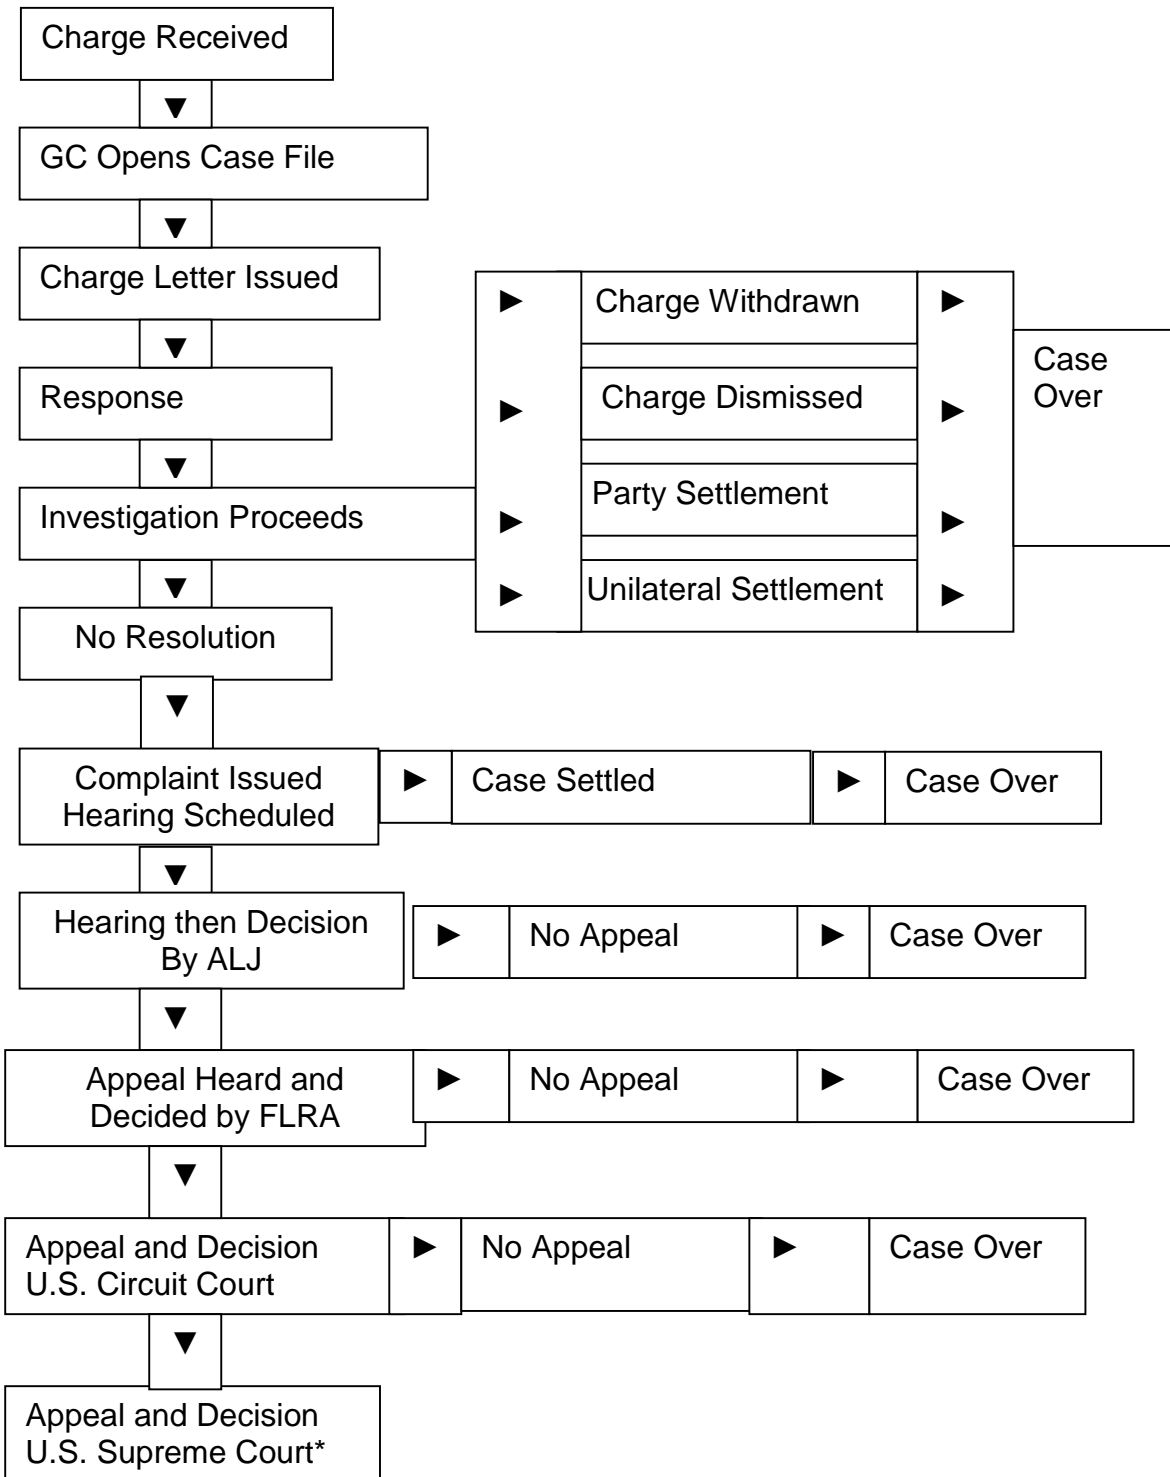 Charge Received
▼
GC Opens Case File
▼
Charge Letter Issued
▼
Response
▼
Investigation Proceeds
► Charge Withdrawn ►
► Charge Dismissed ►
► Party Settlement ►
► Unilateral Settlement ►
Case
Over
▼
No Resolution
▼
Complaint Issued
Hearing Scheduled
► Case Settled ► Case Over
▼
Hearing then Decision
By ALJ
► No Appeal ► Case Over
▼
Appeal Heard and
Decided by FLRA
► No Appeal ► Case Over
▼
Appeal and Decision
U.S. Circuit Court
► No Appeal ► Case Over
▼
Appeal and Decision
U.S. Supreme Court*